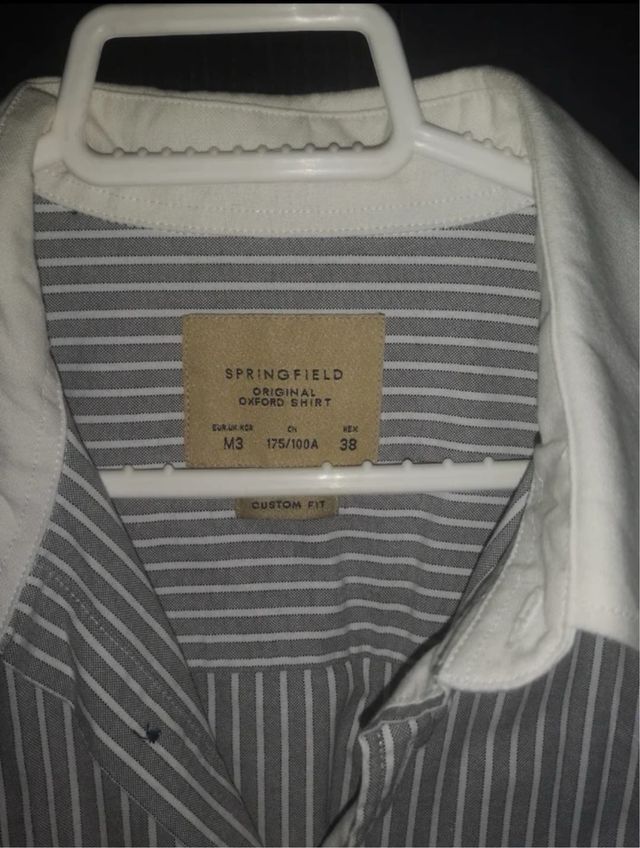 SPRINGFIELD
ORIGINAL
OXFORD SHIRT
EUR.UK.KOR CN MEX
M3 175/100A 38
CUSTOM FIT